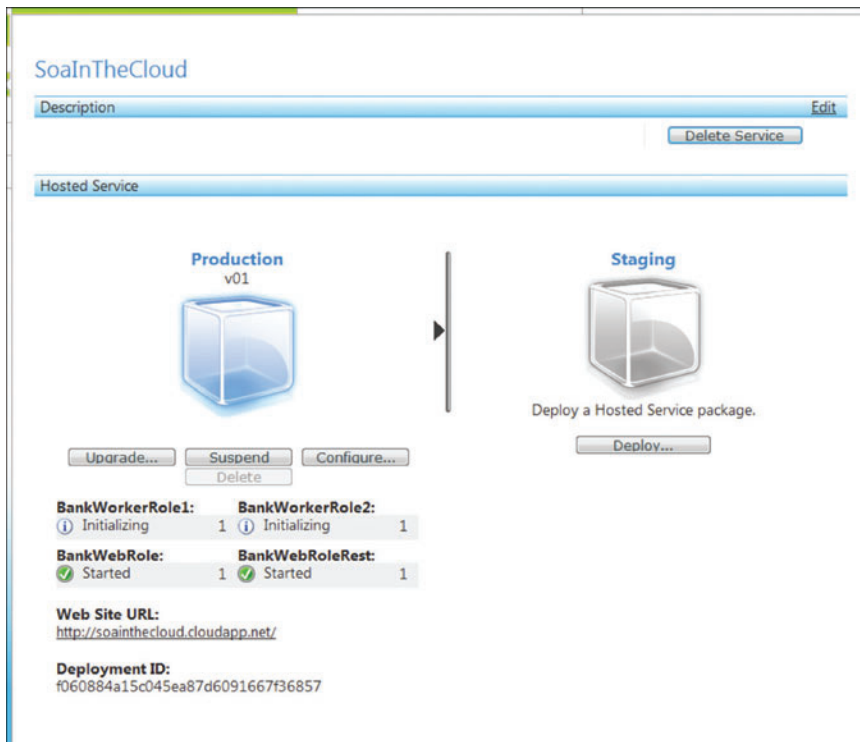 SoaInTheCloud
Description Edit
Delete Service
Hosted Service
Production
v01
Staging
Deploy a Hosted Service package.
Upgrade... Suspend Configure... Deploy...
Delete
BankWorkerRole1: BankWorkerRole2:
Initializing 1 Initializing 1
BankWebRole: BankWebRoleRest:
Started 1 Started 1
Web Site URL:
http://soainthecloud.cloudapp.net/
Deployment ID:
f060884a15c045ea87d6091667f36857